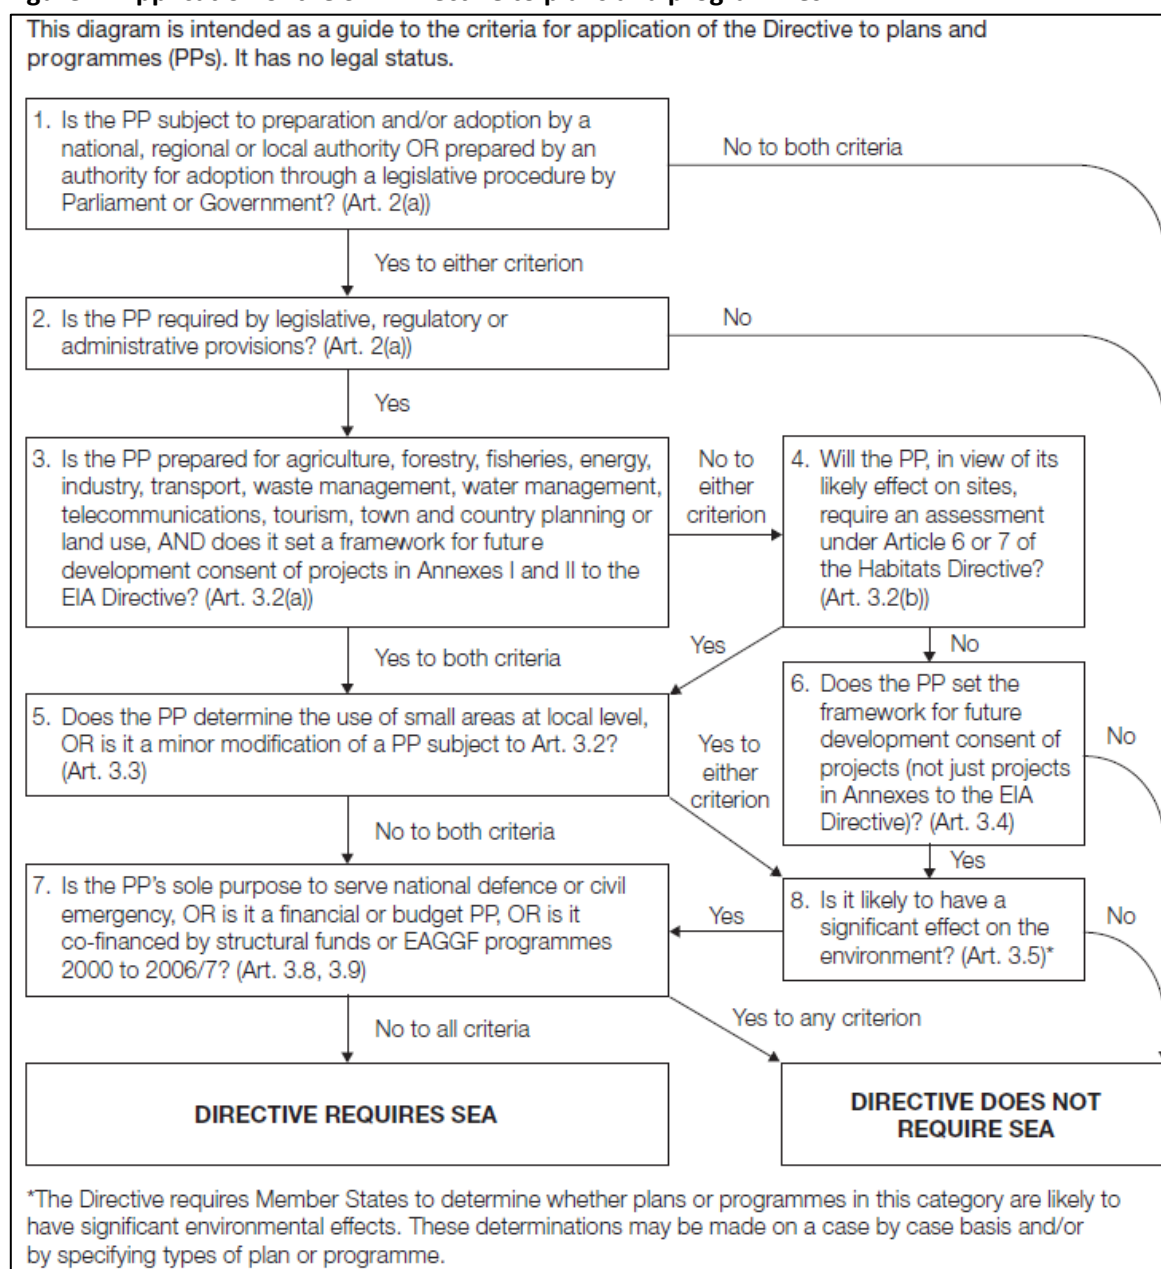 This diagram is intended as a guide to the criteria for application of the Directive to plans and
programmes (PPs). It has no legal status.
1. Is the PP subject to preparation and/or adoption by a
national, regional or local authority OR prepared by an
authority for adoption through a legislative procedure by
Parliament or Government? (Art. 2(a))
No to both criteria
Yes to either criterion
2. Is the PP required by legislative, regulatory or
administrative provisions? (Art. 2(a))
No
Yes
3. Is the PP prepared for agriculture, forestry, fisheries, energy,
industry, transport, waste management, water management,
telecommunications, tourism, town and country planning or
land use, AND does it set a framework for future
development consent of projects in Annexes I and II to the
EIA Directive? (Art. 3.2(a))
No to
either
criterion
4. Will the PP, in view of its
likely effect on sites,
require an assessment
under Article 6 or 7 of
the Habitats Directive?
(Art. 3.2(b))
Yes to both criteria
Yes
No
5. Does the PP determine the use of small areas at local level,
OR is it a minor modification of a PP subject to Art. 3.2?
(Art. 3.3)
Yes to
either
criterion
6. Does the PP set the
framework for future
development consent of
projects (not just projects
in Annexes to the EIA
Directive)? (Art. 3.4)
No
No to both criteria
Yes
7. Is the PP's sole purpose to serve national defence or civil
emergency, OR is it a financial or budget PP, OR is it
co-financed by structural funds or EAGGF programmes
2000 to 2006/7? (Art. 3.8, 3.9)
Yes
8. Is it likely to have a
significant effect on the
environment? (Art. 3.5)*
No
No to all criteria
Yes to any criterion
DIRECTIVE REQUIRES SEA
DIRECTIVE DOES NOT
REQUIRE SEA
*The Directive requires Member States to determine whether plans or programmes in this category are likely to
have significant environmental effects. These determinations may be made on a case by case basis and/or
by specifying types of plan or programme.